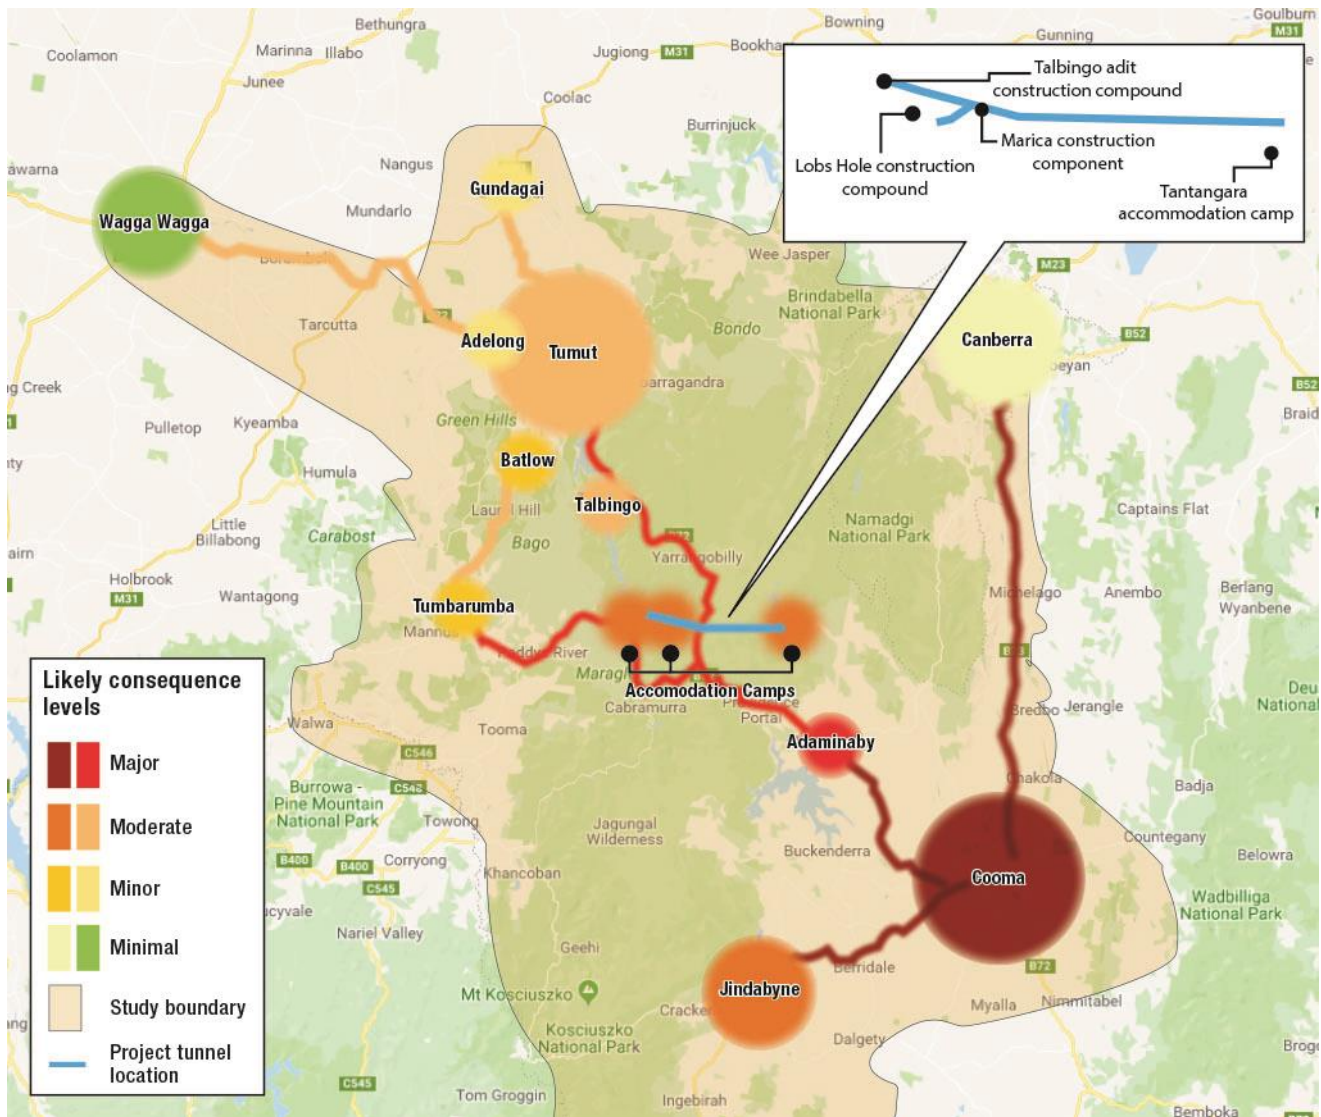 Bethungra
Bowning
Goulburn
M31
Coolamon
Marinna
Illabo
Jugiong
M31
Gunning
Junee
Coolac
Burrinjuck
Talbingo adit
construction compound
Marica construction
component
Lobs Hole construction
compound
Tantangara
accommodation camp
Nangus
Gundagai
Mundarlo
Wagga Wagga
Wee Jasper
M23
Brindabella
National Park
Tarcutta
Bondo
Adelong
Tumut
Canberra
B52
B52
Pulletop
Kyeamba
Green Hills
Batlow
Humula
Talbingo
Little
Billabong
Carabost
Bago
Captains Flat
Namadgi
National Park
Yarrangobilly
Holbrook
M31
Wantagong
Tumbarumba
Anembo
Berlang
Wyanbene
Accomodation Camps
Cabramurra
Portal
Jerangle
Walwa
Tooma
Adaminaby
C546
Burrowa -
Pine Mountain
National Park
C546
Towong
Jagungal
Wilderness
Badja
Buckenderra
Countegany
Belowra
B400
B400
Corryong
C545
Khancoban
Cooma
Wadbilliga
National Park
Nariel Valley
Geehi
Berridale
B72
Nimmitabel
Myalla
Mt Kosciuszko
Jindabyne
Kosciuszko
National Park
Dalgety
C545
Tom Groggin
Ingebirah
Bemboka
Likely consequence
levels
Major
Moderate
Minor
Minimal
Study boundary
Project tunnel
location